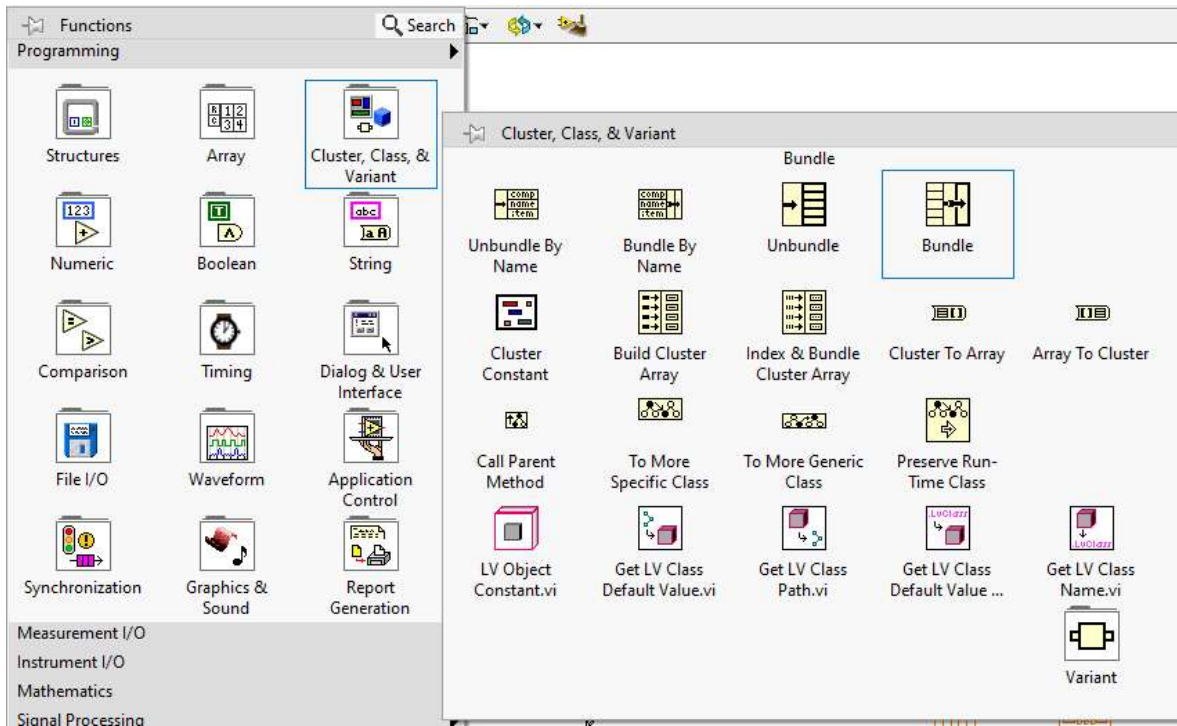 Functions
Search
Programming
Structures
Array
Cluster, Class, &
Variant
Numeric
Boolean
String
Comparison
Timing
Dialog & User
Interface
File I/O
Waveform
Application
Control
Synchronization
Graphics &
Sound
Report
Generation
Measurement I/O
Instrument I/O
Mathematics
Signal Processing
Cluster, Class, & Variant
Bundle
Unbundle By
Name
Bundle By
Name
Unbundle
Bundle
Cluster
Constant
Build Cluster
Array
Index & Bundle
Cluster Array
Cluster To Array
Array To Cluster
Call Parent
Method
To More
Specific Class
To More Generic
Class
Preserve Run-
Time Class
LV Object
Constant.vi
Get LV Class
Default Value.vi
Get LV Class
Path.vi
Get LV Class
Default Value ...
Get LV Class
Name.vi
Variant